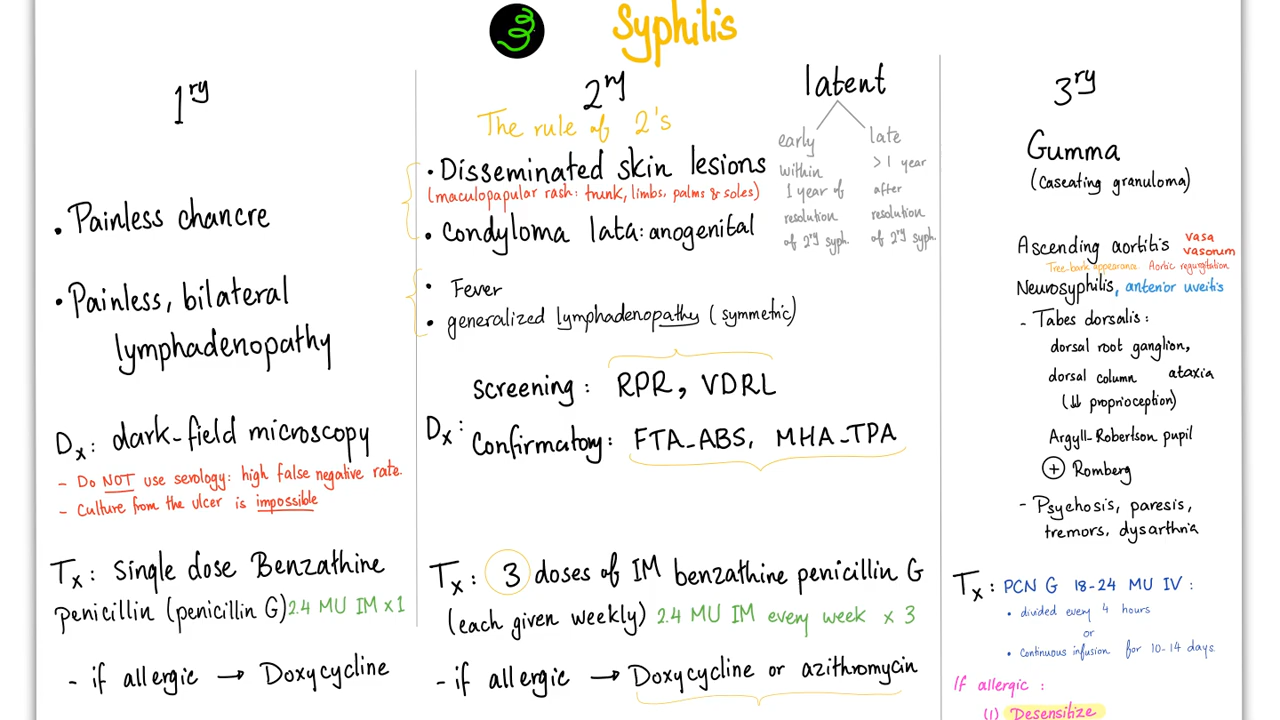 Syphilis
1ry
• Painless chancre
• Painless, bilateral
lymphadenopathy
Dx: dark-field microscopy
- Do NOT use serology: high false negative rate.
- Culture from the ulcer is impossible
Tx: Single dose Benzathine
Penicillin (penicillin G) 2.4 MU IM x 1
- if allergic → Doxycycline
2ry
The rule of 2's
• Disseminated skin lesions
(maculopapular rash: trunk, limbs, palms & soles)
• Condyloma lata: anogenital
• Fever
• generalized lymphadenopathy (symmetric)
Dx:
screening: RPR, VDRL
Confirmatory: FTA-ABS, MHA-TPA
Tx: 3 doses of IM benzathine penicillin G
(each given weekly) 2.4 MU IM every week x 3
- if allergic → Doxycycline or azithromycin
latent
early
within
1 year of
resolution
of 2ry syph.
late
> 1 year
after
resolution
of 2ry syph.
3ry
Gumma
(Caseating granuloma)
Ascending aortitis vasa
vasorum
Tree-bark appearance. Aortic regurgitation
Neurosyphilis, anterior uveitis
- Tabes dorsalis:
dorsal root ganglion,
dorsal column ataxia
(↓↓ proprioception)
Argyll-Robertson pupil
⊕ Romberg
- Psychosis, paresis,
tremors, dysarthria
Tx: PCN G 18-24 MU IV:
• divided every 4 hours
or
• continuous infusion for 10-14 days.
If allergic:
(1) Desensitize